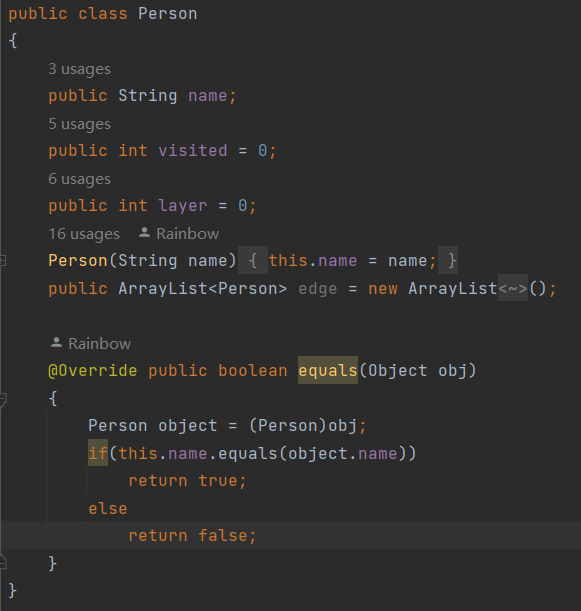 public class Person
{
3 usages
public String name;
5 usages
public int visited = 0;
6 usages
public int layer = 0;
16 usages Rainbow
Person(String name) { this.name = name; }
public ArrayList<Person> edge = new ArrayList<~>();
Rainbow
@Override public boolean equals(Object obj)
{
Person object = (Person)obj;
if(this.name.equals(object.name))
return true;
else
return false;
}
}